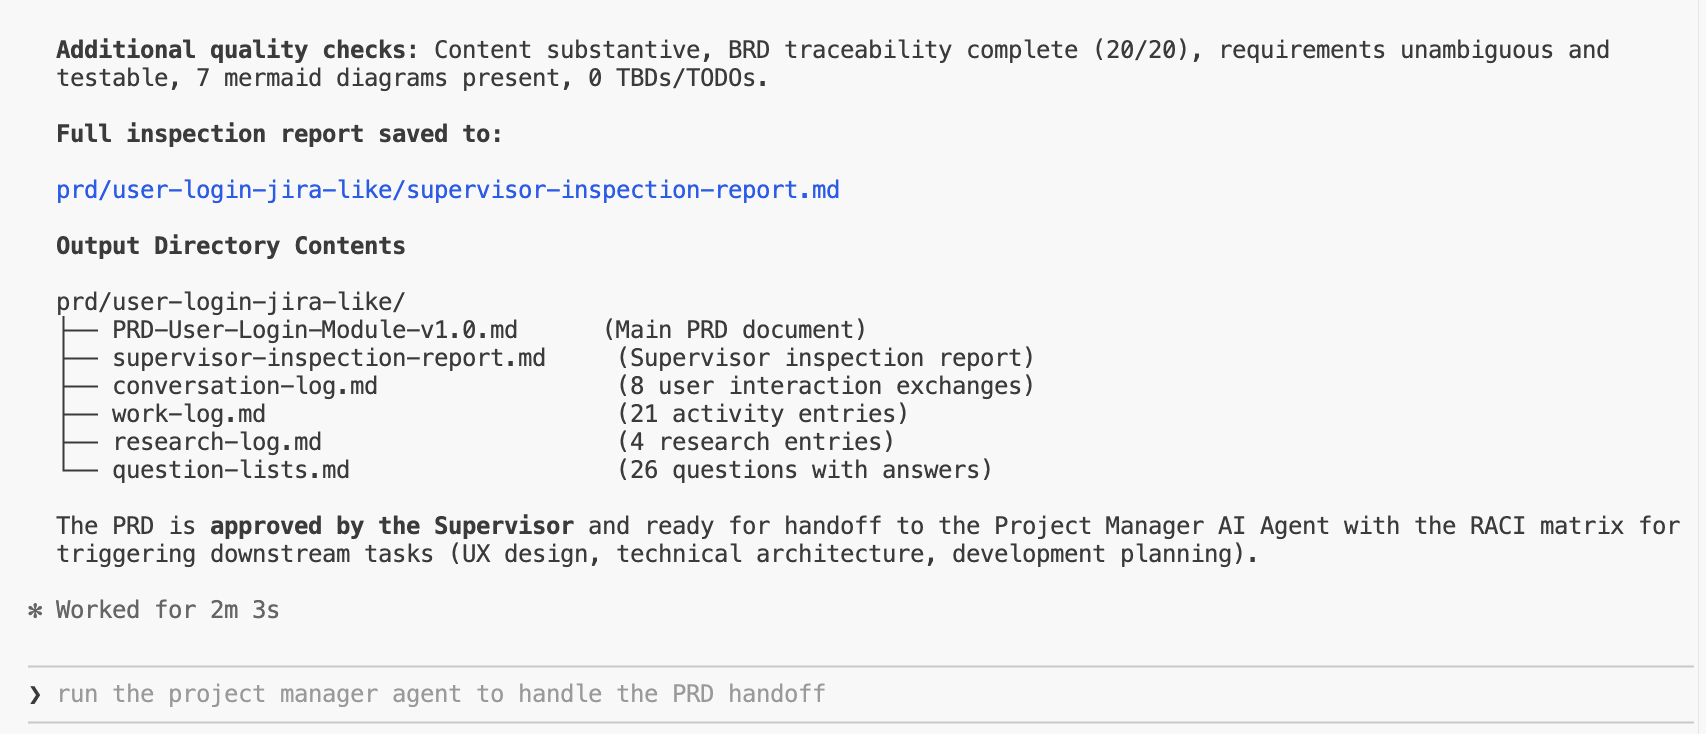 Additional quality checks: Content substantive, BRD traceability complete (20/20), requirements unambiguous and
testable, 7 mermaid diagrams present, 0 TBDs/TODOs.
Full inspection report saved to:
prd/user-login-jira-like/supervisor-inspection-report.md
Output Directory Contents
prd/user-login-jira-like/
├── PRD-User-Login-Module-v1.0.md      (Main PRD document)
├── supervisor-inspection-report.md     (Supervisor inspection report)
├── conversation-log.md                 (8 user interaction exchanges)
├── work-log.md                         (21 activity entries)
├── research-log.md                     (4 research entries)
└── question-lists.md                   (26 questions with answers)
The PRD is approved by the Supervisor and ready for handoff to the Project Manager AI Agent with the RACI matrix for
triggering downstream tasks (UX design, technical architecture, development planning).
✻ Worked for 2m 3s
❯ run the project manager agent to handle the PRD handoff